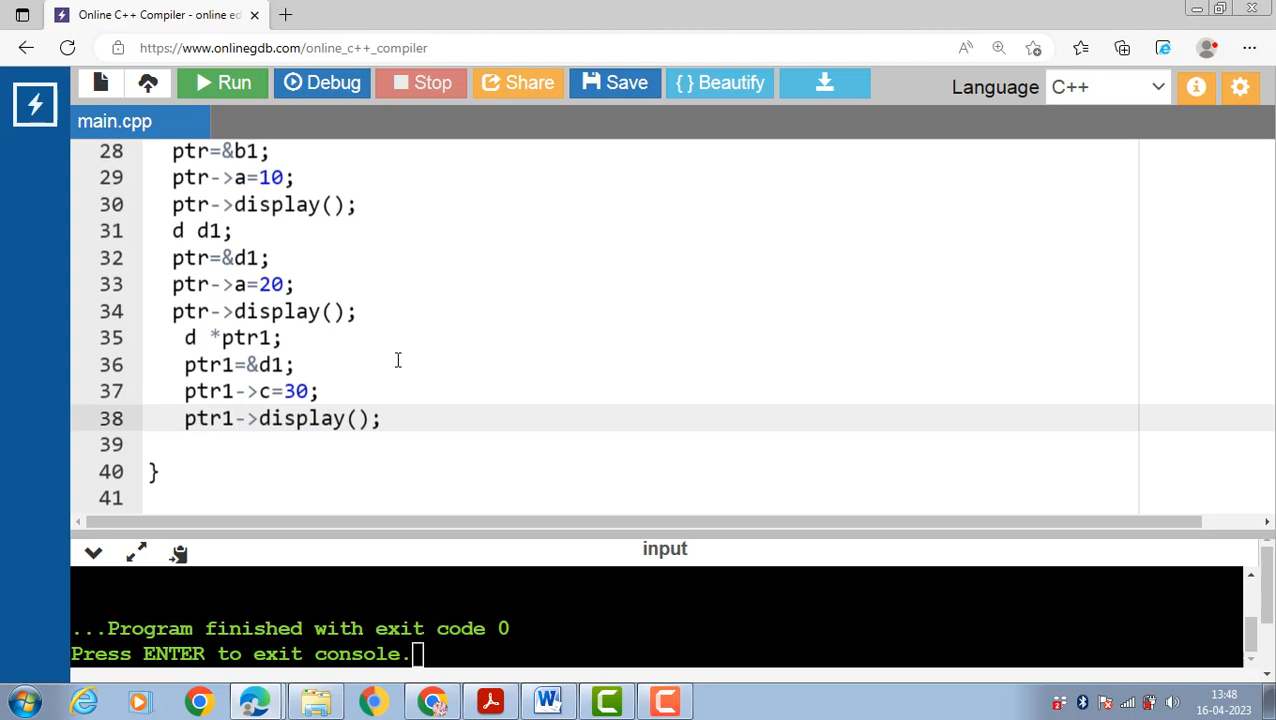 Online C++ Compiler - online ed
https://www.onlinegdb.com/online_c++_compiler
Run Debug Stop Share Save { } Beautify Language C++
main.cpp
28 ptr=&b1;
29 ptr->a=10;
30 ptr->display();
31 d d1;
32 ptr=&d1;
33 ptr->a=20;
34 ptr->display();
35 d *ptr1;
36 ptr1=&d1;
37 ptr1->c=30;
38 ptr1->display();
39
40 }
41
input
...Program finished with exit code 0
Press ENTER to exit console.
13:48
16-04-2023